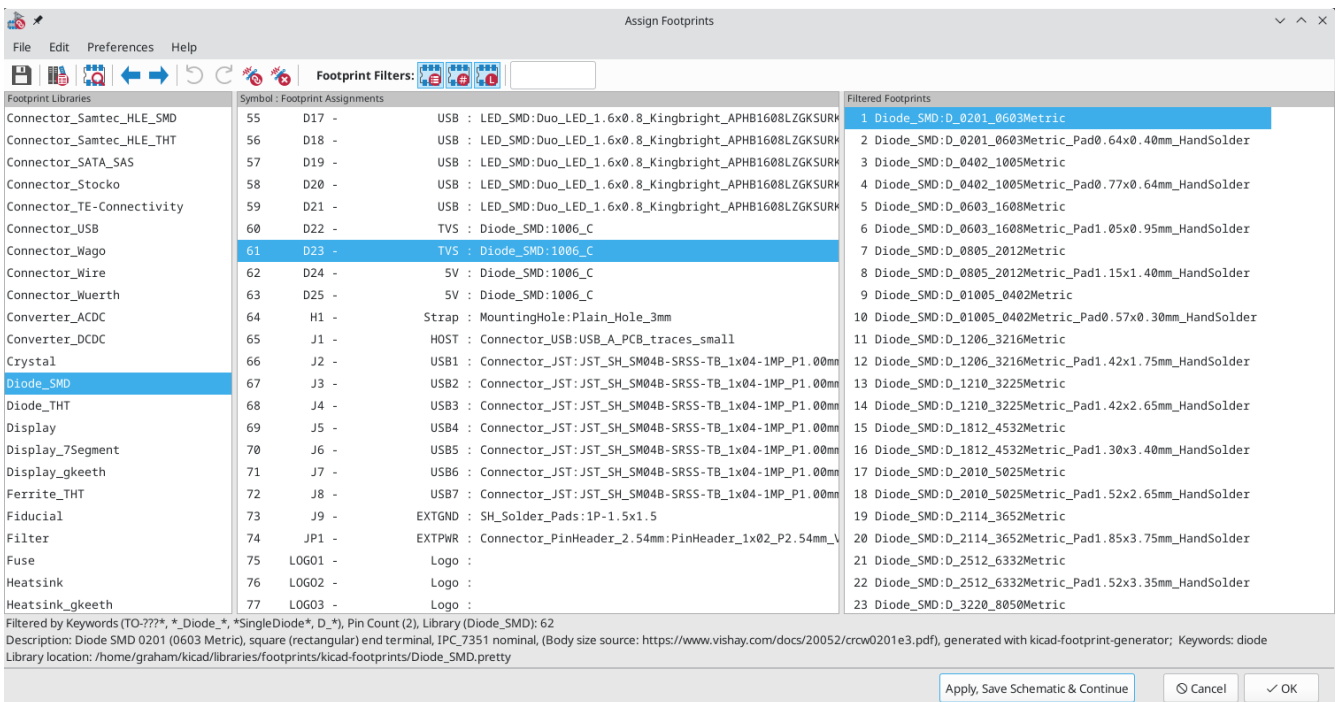 Assign Footprints
File Edit Preferences Help
Footprint Filters:
Footprint Libraries
Connector_Samtec_HLE_SMD
Connector_Samtec_HLE_THT
Connector_SATA_SAS
Connector_Stocko
Connector_TE-Connectivity
Connector_USB
Connector_Wago
Connector_Wire
Connector_Wuerth
Converter_ACDC
Converter_DCDC
Crystal
Diode_SMD
Diode_THT
Display
Display_7Segment
Display_gkeeth
Ferrite_THT
Fiducial
Filter
Fuse
Heatsink
Heatsink_gkeeth
Symbol : Footprint Assignments
55 D17 - USB : LED_SMD:Duo_LED_1.6x0.8_Kingbright_APHB1608LZGKSURK
56 D18 - USB : LED_SMD:Duo_LED_1.6x0.8_Kingbright_APHB1608LZGKSURK
57 D19 - USB : LED_SMD:Duo_LED_1.6x0.8_Kingbright_APHB1608LZGKSURK
58 D20 - USB : LED_SMD:Duo_LED_1.6x0.8_Kingbright_APHB1608LZGKSURK
59 D21 - USB : LED_SMD:Duo_LED_1.6x0.8_Kingbright_APHB1608LZGKSURK
60 D22 - TVS : Diode_SMD:1006_C
61 D23 - TVS : Diode_SMD:1006_C
62 D24 - 5V : Diode_SMD:1006_C
63 D25 - 5V : Diode_SMD:1006_C
64 H1 - Strap : MountingHole:Plain_Hole_3mm
65 J1 - HOST : Connector_USB:USB_A_PCB_traces_small
66 J2 - USB1 : Connector_JST:JST_SH_SM04B-SRSS-TB_1x04-1MP_P1.00mm
67 J3 - USB2 : Connector_JST:JST_SH_SM04B-SRSS-TB_1x04-1MP_P1.00mm
68 J4 - USB3 : Connector_JST:JST_SH_SM04B-SRSS-TB_1x04-1MP_P1.00mm
69 J5 - USB4 : Connector_JST:JST_SH_SM04B-SRSS-TB_1x04-1MP_P1.00mm
70 J6 - USB5 : Connector_JST:JST_SH_SM04B-SRSS-TB_1x04-1MP_P1.00mm
71 J7 - USB6 : Connector_JST:JST_SH_SM04B-SRSS-TB_1x04-1MP_P1.00mm
72 J8 - USB7 : Connector_JST:JST_SH_SM04B-SRSS-TB_1x04-1MP_P1.00mm
73 J9 - EXTGND : SH_Solder_Pads:1P-1.5x1.5
74 JP1 - EXTPWR : Connector_PinHeader_2.54mm:PinHeader_1x02_P2.54mm_V
75 LOGO1 - Logo :
76 LOGO2 - Logo :
77 LOGO3 - Logo :
Filtered Footprints
1 Diode_SMD:D_0201_0603Metric
2 Diode_SMD:D_0201_0603Metric_Pad0.64x0.40mm_HandSolder
3 Diode_SMD:D_0402_1005Metric
4 Diode_SMD:D_0402_1005Metric_Pad0.77x0.64mm_HandSolder
5 Diode_SMD:D_0603_1608Metric
6 Diode_SMD:D_0603_1608Metric_Pad1.05x0.95mm_HandSolder
7 Diode_SMD:D_0805_2012Metric
8 Diode_SMD:D_0805_2012Metric_Pad1.15x1.40mm_HandSolder
9 Diode_SMD:D_01005_0402Metric
10 Diode_SMD:D_01005_0402Metric_Pad0.57x0.30mm_HandSolder
11 Diode_SMD:D_1206_3216Metric
12 Diode_SMD:D_1206_3216Metric_Pad1.42x1.75mm_HandSolder
13 Diode_SMD:D_1210_3225Metric
14 Diode_SMD:D_1210_3225Metric_Pad1.42x2.65mm_HandSolder
15 Diode_SMD:D_1812_4532Metric
16 Diode_SMD:D_1812_4532Metric_Pad1.30x3.40mm_HandSolder
17 Diode_SMD:D_2010_5025Metric
18 Diode_SMD:D_2010_5025Metric_Pad1.52x2.65mm_HandSolder
19 Diode_SMD:D_2114_3652Metric
20 Diode_SMD:D_2114_3652Metric_Pad1.85x3.75mm_HandSolder
21 Diode_SMD:D_2512_6332Metric
22 Diode_SMD:D_2512_6332Metric_Pad1.52x3.35mm_HandSolder
23 Diode_SMD:D_3220_8050Metric
Filtered by Keywords (TO-???*, *_Diode_*, *SingleDiode*, D_*), Pin Count (2), Library (Diode_SMD): 62
Description: Diode SMD 0201 (0603 Metric), square (rectangular) end terminal, IPC_7351 nominal, (Body size source: https://www.vishay.com/docs/20052/crcw0201e3.pdf), generated with kicad-footprint-generator; Keywords: diode
Library location: /home/graham/kicad/libraries/footprints/kicad-footprints/Diode_SMD.pretty
Apply, Save Schematic & Continue
Cancel
OK